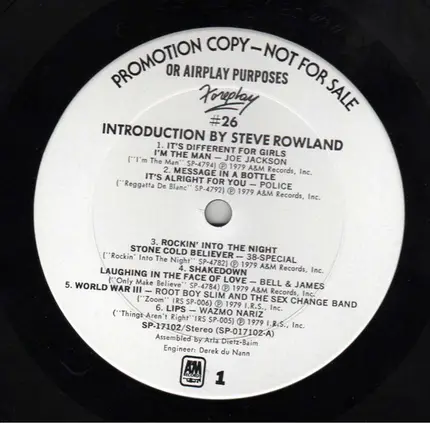 PROMOTION COPY — NOT FOR SALE
OR AIRPLAY PURPOSES
Foreplay
#26
INTRODUCTION BY STEVE ROWLAND
1. IT'S DIFFERENT FOR GIRLS
I'M THE MAN — JOE JACKSON
("I'm The Man" SP-4794) ℗ 1979 A&M Records, Inc.
2. MESSAGE IN A BOTTLE
IT'S ALRIGHT FOR YOU — POLICE
("Reggatta De Blanc" SP-4792) ℗ 1979 A&M Records, Inc.
3. ROCKIN' INTO THE NIGHT
STONE COLD BELIEVER — 38-SPECIAL
("Rockin' Into The Night" SP-4782) ℗ 1979 A&M Records, Inc.
4. SHAKEDOWN
LAUGHING IN THE FACE OF LOVE — BELL & JAMES
("Only Make Believe" SP-4784) ℗ 1979 A&M Records, Inc.
5. WORLD WAR III — ROOT BOY SLIM AND THE SEX CHANGE BAND
("Zoom" IRS SP-006) ℗ 1979 I.R.S., Inc.
6. LIPS — WAZMO NARIZ
("Things Aren't Right" IRS SP-005) ℗ 1979 I.R.S., Inc.
SP-17102/Stereo (SP-017102-A)
Assembled by Arla Dietz-Baim
Engineer: Derek du Nann
A&M
RECORDS
1